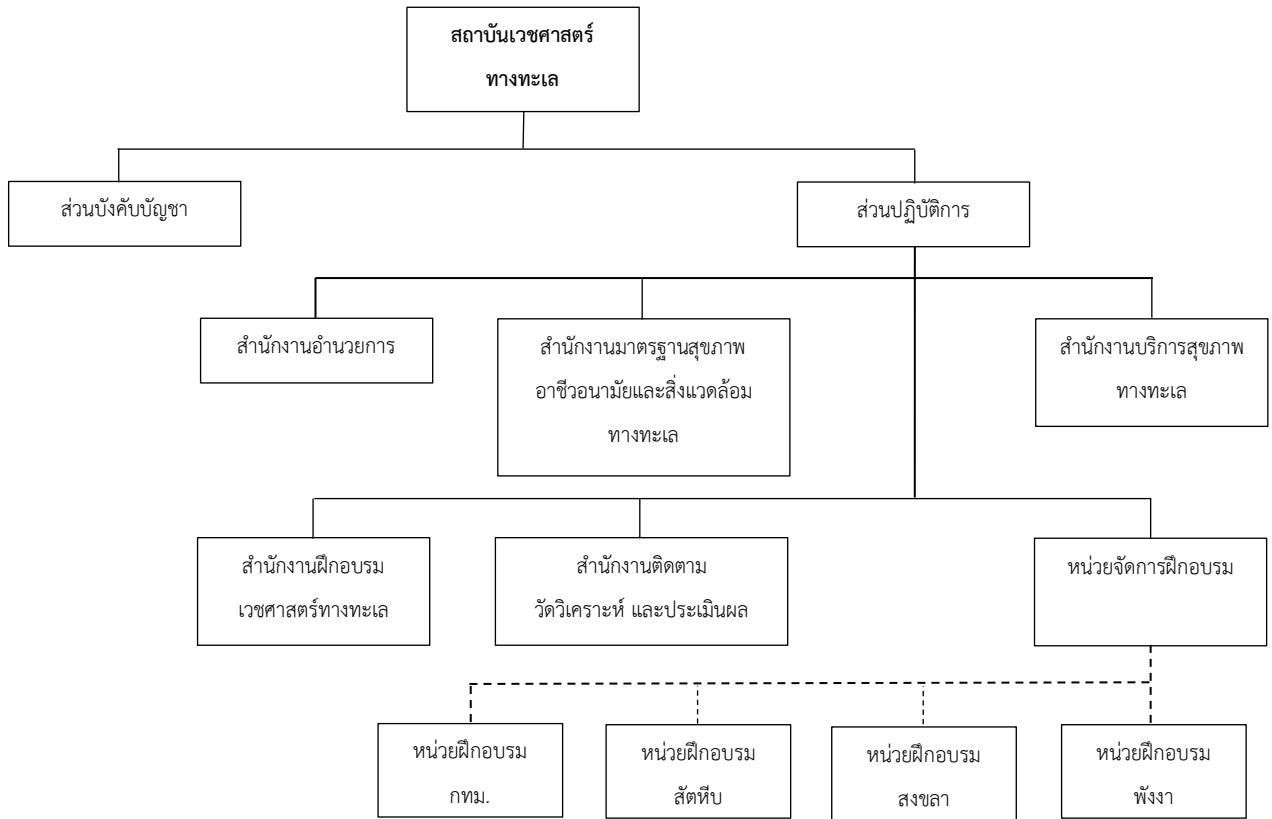 สถาบันเวชศาสตร์
ทางทะเล
ส่วนบังคับบัญชา
ส่วนปฏิบัติการ
สำนักงานอำนวยการ
สำนักงานมาตรฐานสุขภาพ
อาชีวอนามัยและสิ่งแวดล้อม
ทางทะเล
สำนักงานบริการสุขภาพ
ทางทะเล
สำนักงานฝึกอบรม
เวชศาสตร์ทางทะเล
สำนักงานติดตาม
วัดวิเคราะห์ และประเมินผล
หน่วยจัดการฝึกอบรม
หน่วยฝึกอบรม
กทม.
หน่วยฝึกอบรม
สัตหีบ
หน่วยฝึกอบรม
สงขลา
หน่วยฝึกอบรม
พังงา